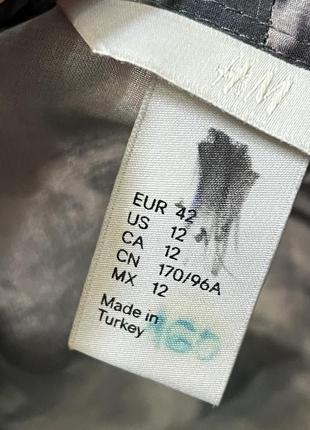 H&M
EUR 42
US 12
CA 12
CN 170/96A
MX 12
Made in
Turkey